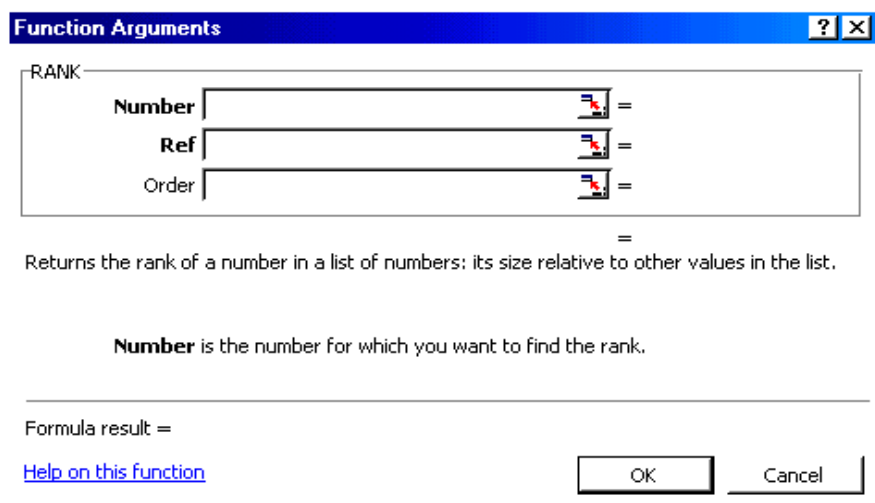 Function Arguments
RANK
Number =
Ref =
Order =
=
Returns the rank of a number in a list of numbers: its size relative to other values in the list.
Number is the number for which you want to find the rank.
Formula result =
Help on this function
OK Cancel